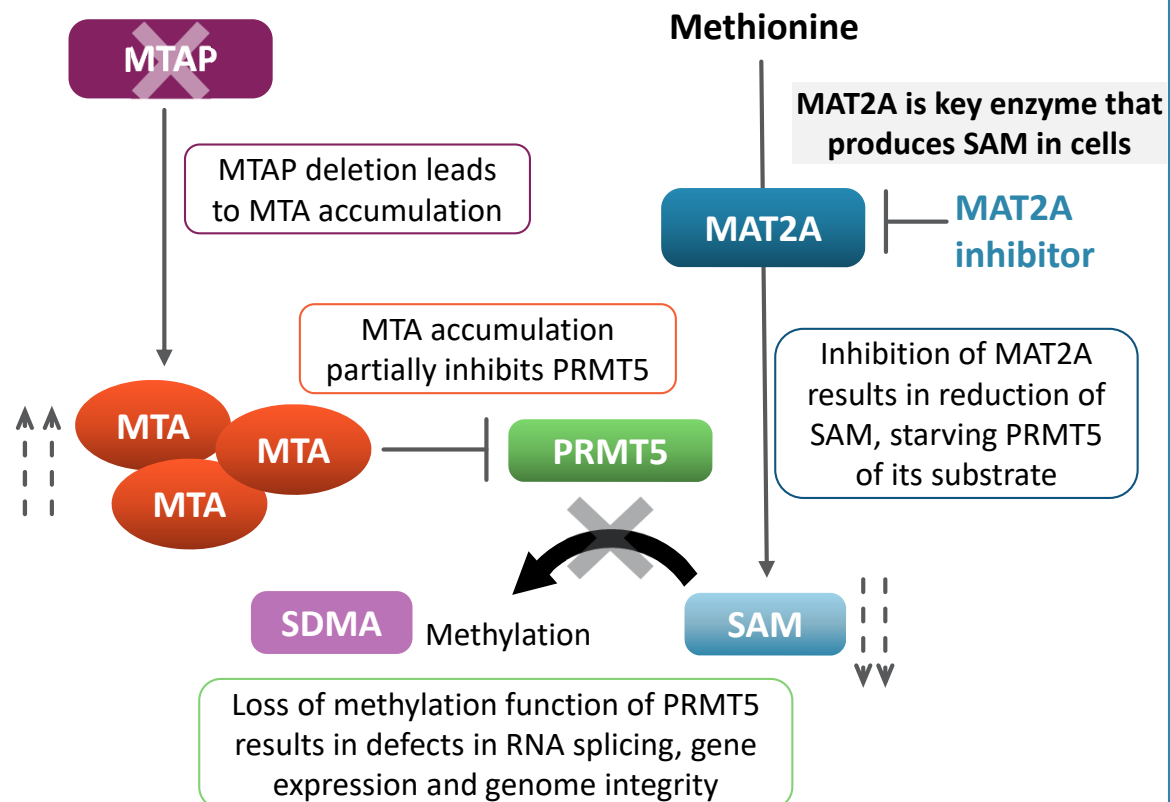 MTAP
Methionine
MAT2A is key enzyme that
produces SAM in cells
MTAP deletion leads
to MTA accumulation
MAT2A
MAT2A
inhibitor
MTA accumulation
partially inhibits PRMT5
Inhibition of MAT2A
results in reduction of
SAM, starving PRMT5
of its substrate
MTA
MTA
MTA
PRMT5
SDMA
Methylation
SAM
Loss of methylation function of PRMT5
results in defects in RNA splicing, gene
expression and genome integrity